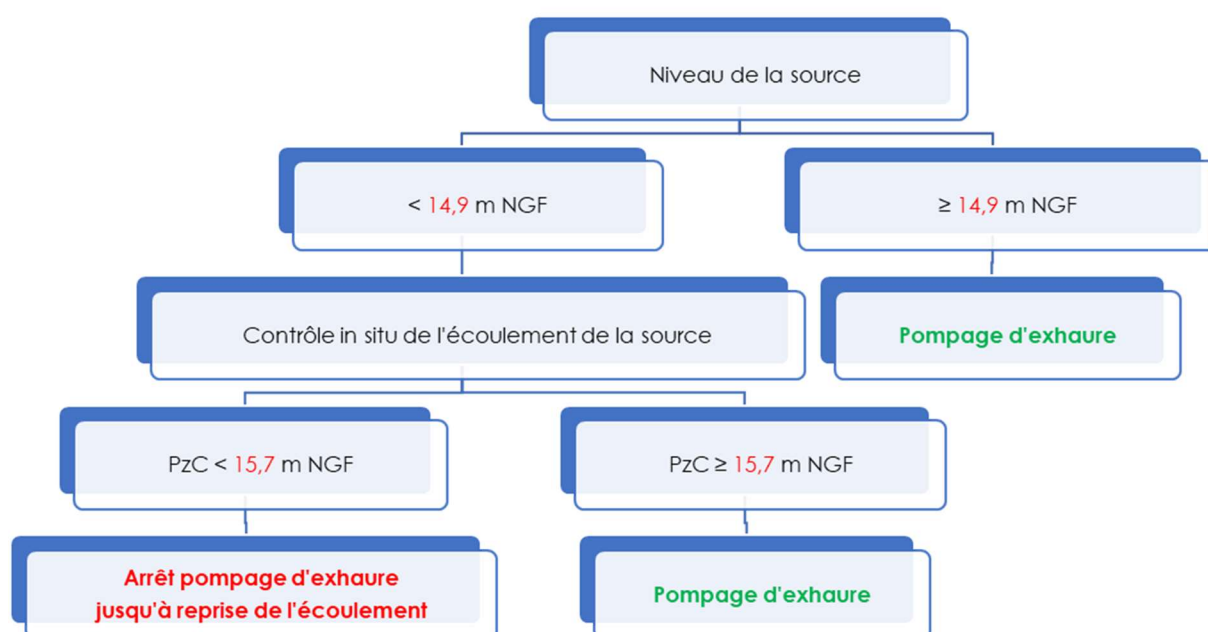 Niveau de la source
< 14,9 m NGF
≥ 14,9 m NGF
Contrôle in situ de l'écoulement de la source
Pompage d'exhaure
PzC < 15,7 m NGF
PzC ≥ 15,7 m NGF
Arrêt pompage d'exhaure
jusqu'à reprise de l'écoulement
Pompage d'exhaure